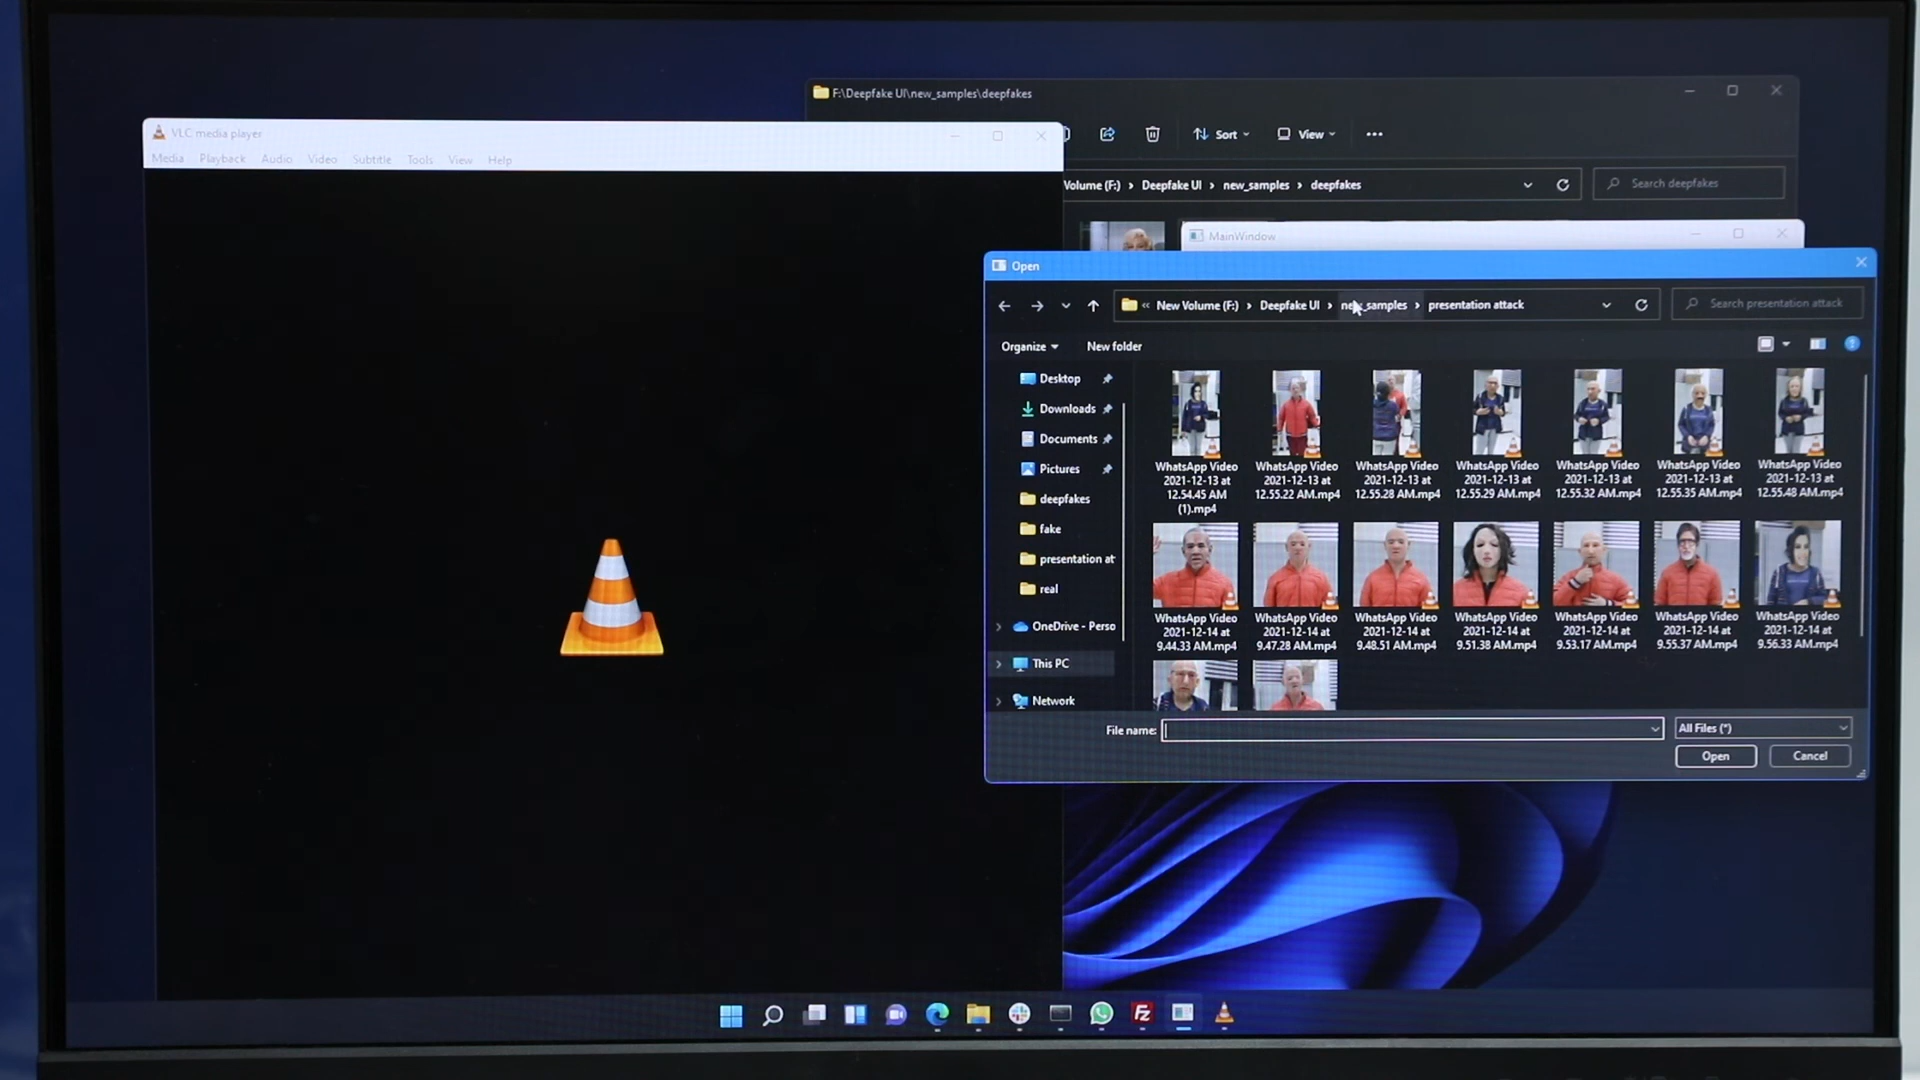 F:\Deepfake UI\new_samples\deepfakes
VLC media player
Media Playback Audio Video Subtitle Tools View Help
Sort View
Volume (F:) › Deepfake UI › new_samples › deepfakes
Search deepfakes
MainWindow
Open
« New Volume (F:) › Deepfake UI › new_samples › presentation attack
Search presentation attack
Organize New folder
Desktop
Downloads
Documents
Pictures
deepfakes
fake
presentation at
real
OneDrive - Perso
This PC
Network
WhatsApp Video
2021-12-13 at
12.54.45 AM
(1).mp4
WhatsApp Video
2021-12-13 at
12.55.22 AM.mp4
WhatsApp Video
2021-12-13 at
12.55.28 AM.mp4
WhatsApp Video
2021-12-13 at
12.55.29 AM.mp4
WhatsApp Video
2021-12-13 at
12.55.32 AM.mp4
WhatsApp Video
2021-12-13 at
12.55.35 AM.mp4
WhatsApp Video
2021-12-13 at
12.55.48 AM.mp4
WhatsApp Video
2021-12-14 at
9.44.33 AM.mp4
WhatsApp Video
2021-12-14 at
9.47.28 AM.mp4
WhatsApp Video
2021-12-14 at
9.48.51 AM.mp4
WhatsApp Video
2021-12-14 at
9.51.38 AM.mp4
WhatsApp Video
2021-12-14 at
9.53.17 AM.mp4
WhatsApp Video
2021-12-14 at
9.55.37 AM.mp4
WhatsApp Video
2021-12-14 at
9.56.33 AM.mp4
File name:
All Files (*)
Open Cancel
Fz